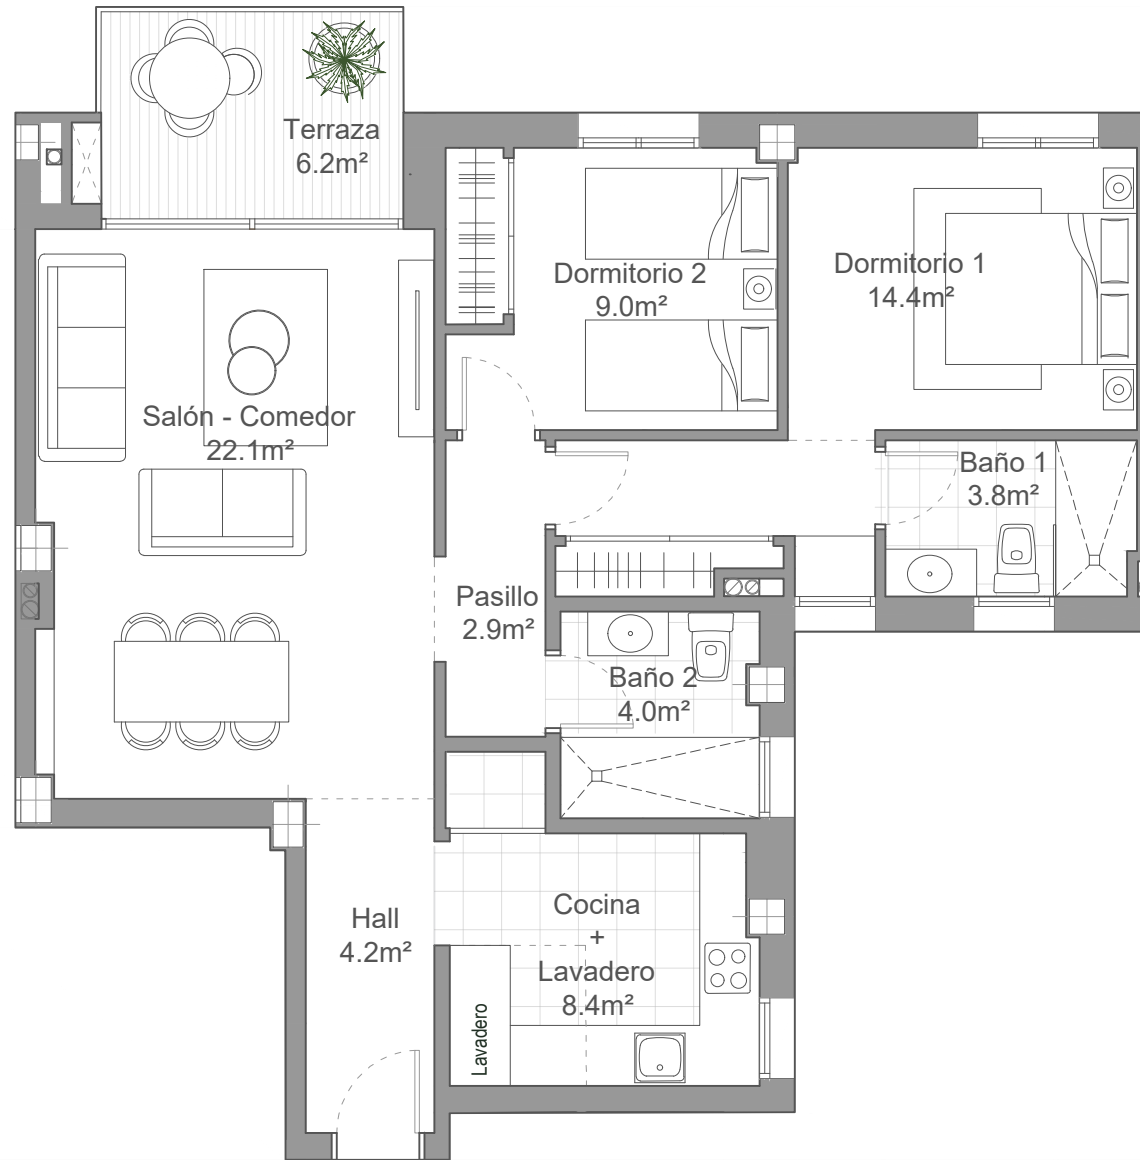 Terraza
6.2m²
Dormitorio 2
9.0m²
Dormitorio 1
14.4m²
Salón - Comedor
22.1m²
Baño 1
3.8m²
Pasillo
2.9m²
Baño 2
4.0m²
Hall
4.2m²
Cocina
+
Lavadero
8.4m²
Lavadero